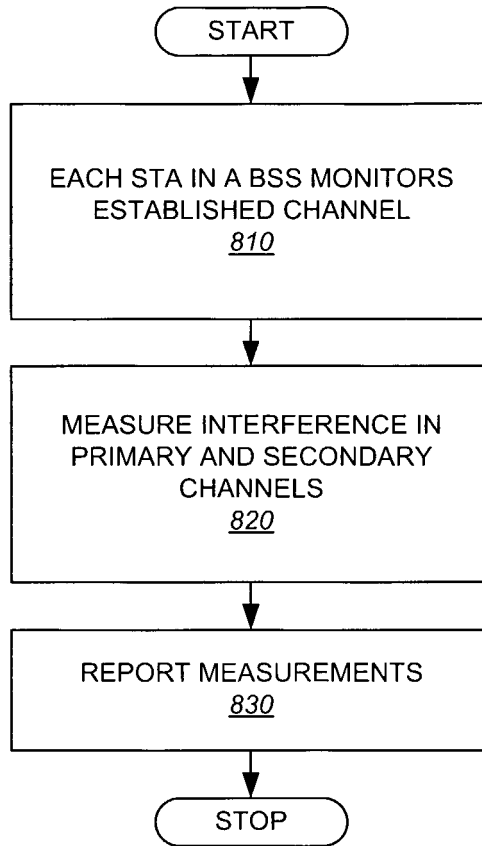 START
EACH STA IN A BSS MONITORS
ESTABLISHED CHANNEL
810
MEASURE INTERFERENCE IN
PRIMARY AND SECONDARY
CHANNELS
820
REPORT MEASUREMENTS
830
STOP